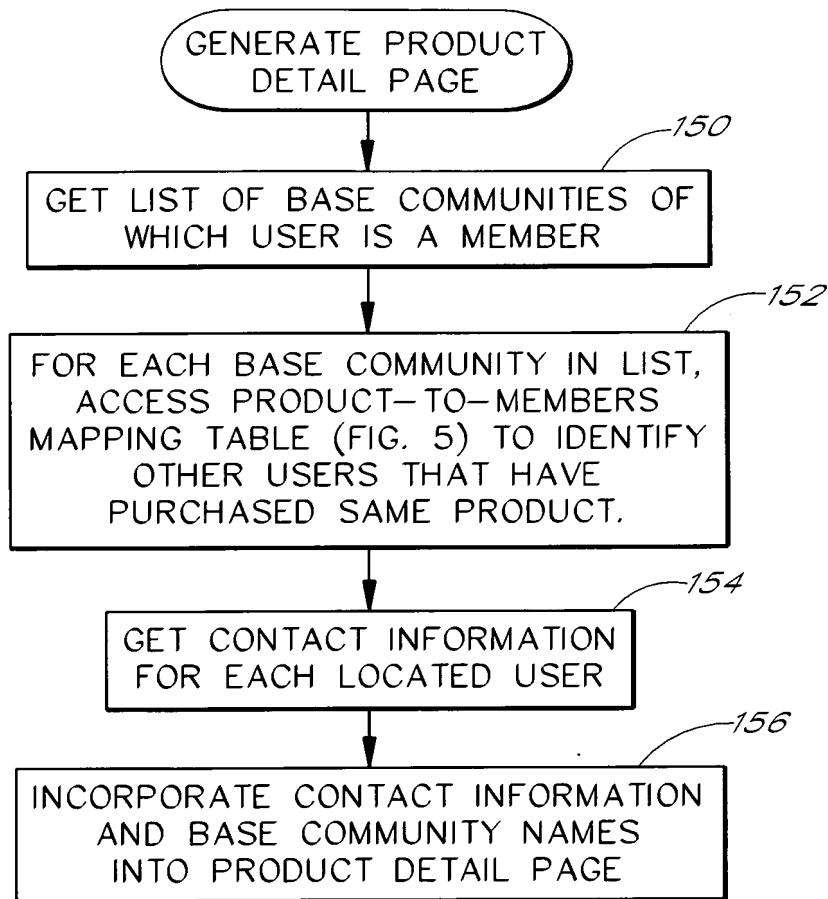 GENERATE PRODUCT
DETAIL PAGE
150
GET LIST OF BASE COMMUNITIES OF
WHICH USER IS A MEMBER
152
FOR EACH BASE COMMUNITY IN LIST,
ACCESS PRODUCT-TO-MEMBERS
MAPPING TABLE (FIG. 5) TO IDENTIFY
OTHER USERS THAT HAVE
PURCHASED SAME PRODUCT.
154
GET CONTACT INFORMATION
FOR EACH LOCATED USER
156
INCORPORATE CONTACT INFORMATION
AND BASE COMMUNITY NAMES
INTO PRODUCT DETAIL PAGE